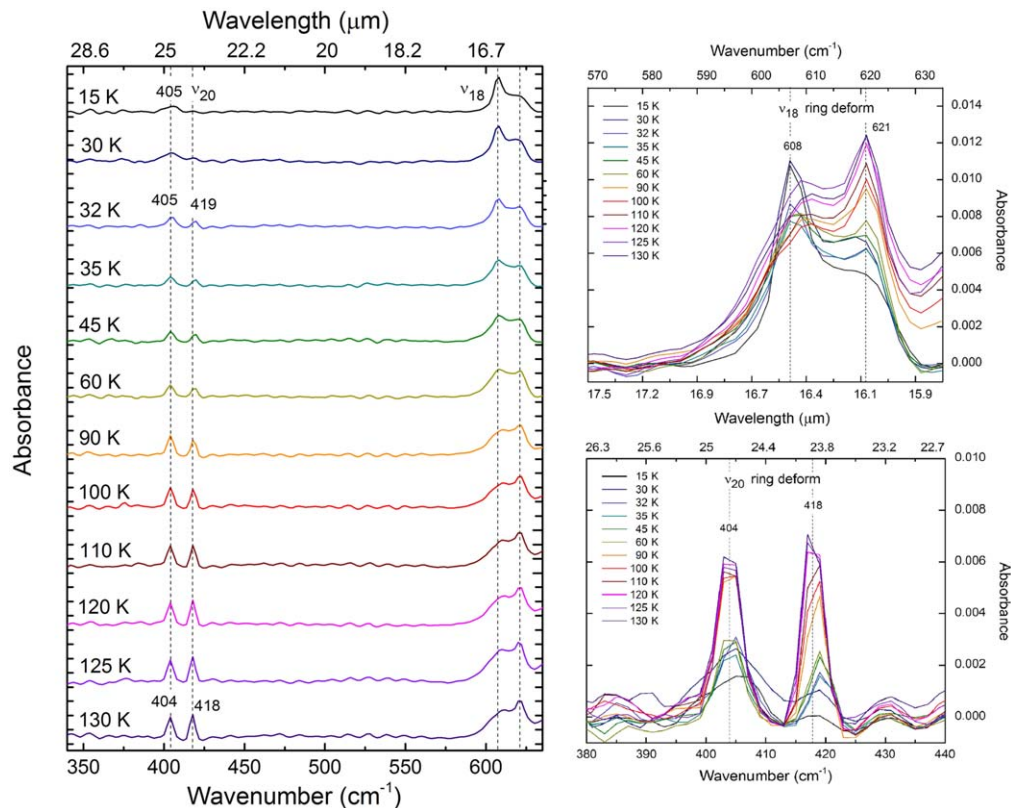 Wavelength (μm)
28.6 25 22.2 20 18.2 16.7
Absorbance
15 K
405
ν20
ν18
30 K
32 K
405
419
35 K
45 K
60 K
90 K
100 K
110 K
120 K
125 K
130 K
404
418
350 400 450 500 550 600
Wavenumber (cm-1)
Wavenumber (cm-1)
570 580 590 600 610 620 630
15 K
30 K
32 K
35 K
45 K
60 K
90 K
100 K
110 K
120 K
125 K
130 K
ν18 ring deform
608
621
0.014
0.012
0.010
0.008
0.006
0.004
0.002
0.000
Absorbance
17.5 17.2 16.9 16.6 16.4 16.1 15.9
Wavelength (μm)
26.3 25.6 25 24.4 23.8 23.2 22.7
15 K
30 K
32 K
35 K
45 K
60 K
90 K
100 K
110 K
120 K
125 K
130 K
ν20 ring deform
404
418
0.010
0.008
0.006
0.004
0.002
0.000
Absorbance
380 390 400 410 420 430 440
Wavenumber (cm-1)